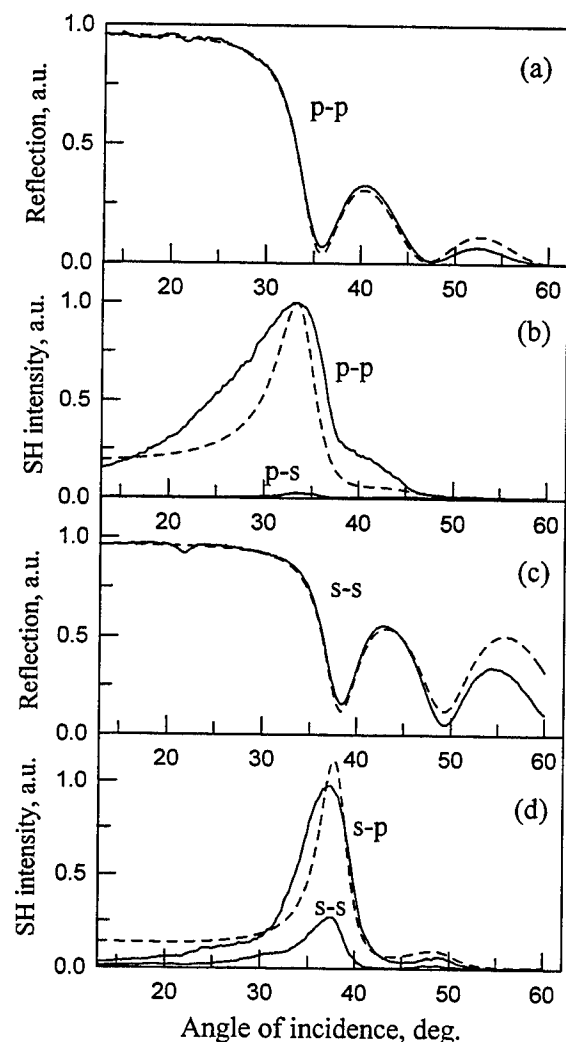 1.0
(a)
Reflection, a.u.
p-p
0.5
0.0
20 30 40 50 60
1.0
(b)
SH intensity, a.u.
p-p
0.5
p-s
0.0
20 30 40 50 60
1.0
(c)
Reflection, a.u.
s-s
0.5
0.0
20 30 40 50 60
1.0
(d)
SH intensity, a.u.
s-p
0.5
s-s
0.0
20 30 40 50 60
Angle of incidence, deg.